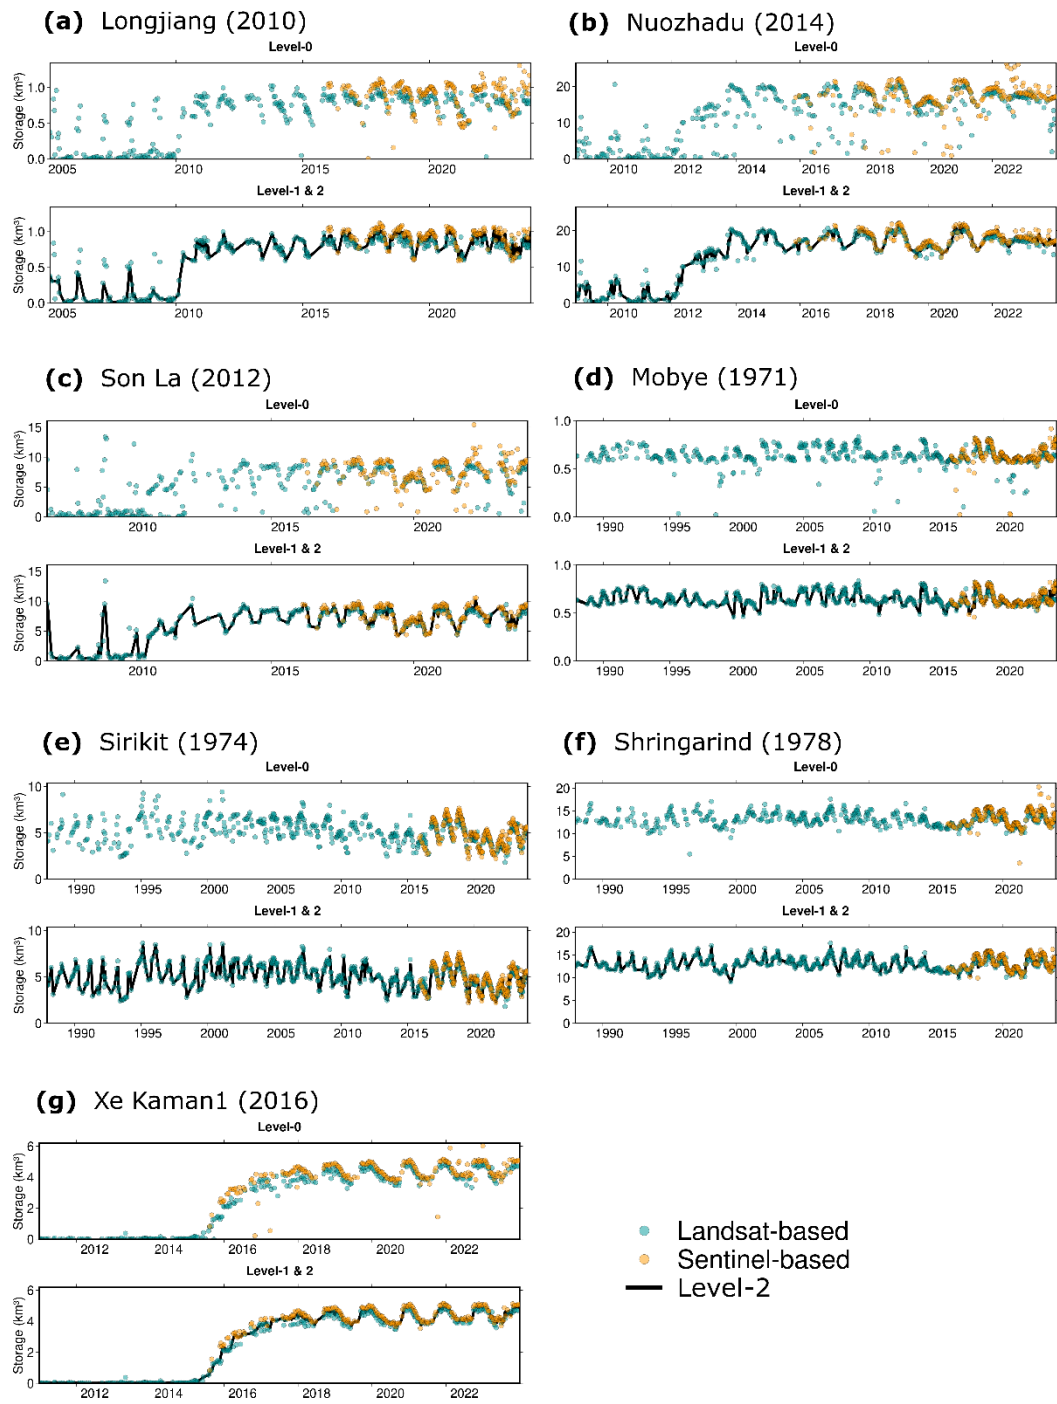 (a) Longjiang (2010)
Level-0
Storage (km³)
1.0
0.5
0.0
2005 2010 2015 2020
Level-1 & 2
Storage (km³)
1.0
0.5
0.0
2005 2010 2015 2020
(b) Nuozhadu (2014)
Level-0
20
10
0
2010 2012 2014 2016 2018 2020 2022
Level-1 & 2
20
10
0
2010 2012 2014 2016 2018 2020 2022
(c) Son La (2012)
Level-0
Storage (km³)
15
10
5
0
2010 2015 2020
Level-1 & 2
Storage (km³)
15
10
5
0
2010 2015 2020
(d) Mobye (1971)
Level-0
1.0
0.5
0.0
1990 1995 2000 2005 2010 2015 2020
Level-1 & 2
1.0
0.5
0.0
1990 1995 2000 2005 2010 2015 2020
(e) Sirikit (1974)
Level-0
Storage (km³)
10
5
0
1990 1995 2000 2005 2010 2015 2020
Level-1 & 2
Storage (km³)
10
5
0
1990 1995 2000 2005 2010 2015 2020
(f) Shringarind (1978)
Level-0
20
15
10
5
0
1990 1995 2000 2005 2010 2015 2020
Level-1 & 2
20
15
10
5
0
1990 1995 2000 2005 2010 2015 2020
(g) Xe Kaman1 (2016)
Level-0
Storage (km³)
6
4
2
0
2012 2014 2016 2018 2020 2022
Level-1 & 2
Storage (km³)
6
4
2
0
2012 2014 2016 2018 2020 2022
Landsat-based
Sentinel-based
Level-2